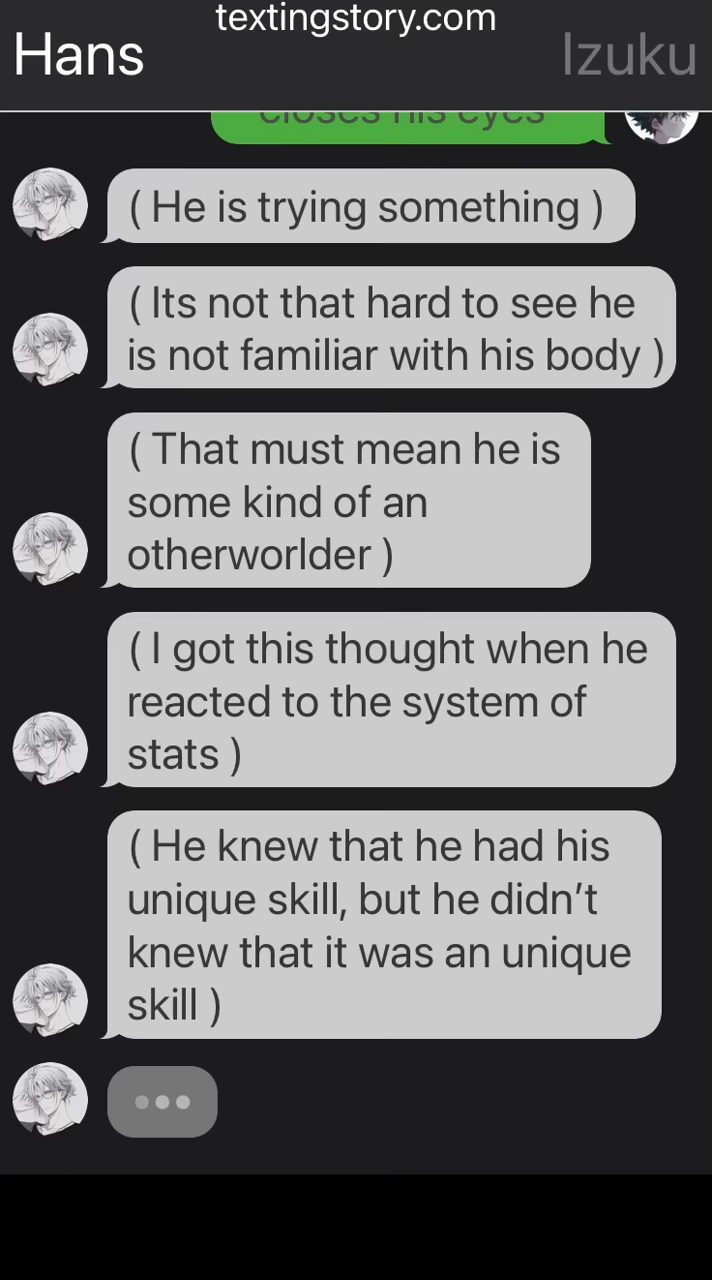 textingstory.com
Hans
Izuku
closes his eyes
( He is trying something )
( Its not that hard to see he
is not familiar with his body )
( That must mean he is
some kind of an
otherworlder )
( I got this thought when he
reacted to the system of
stats )
( He knew that he had his
unique skill, but he didn’t
knew that it was an unique
skill )